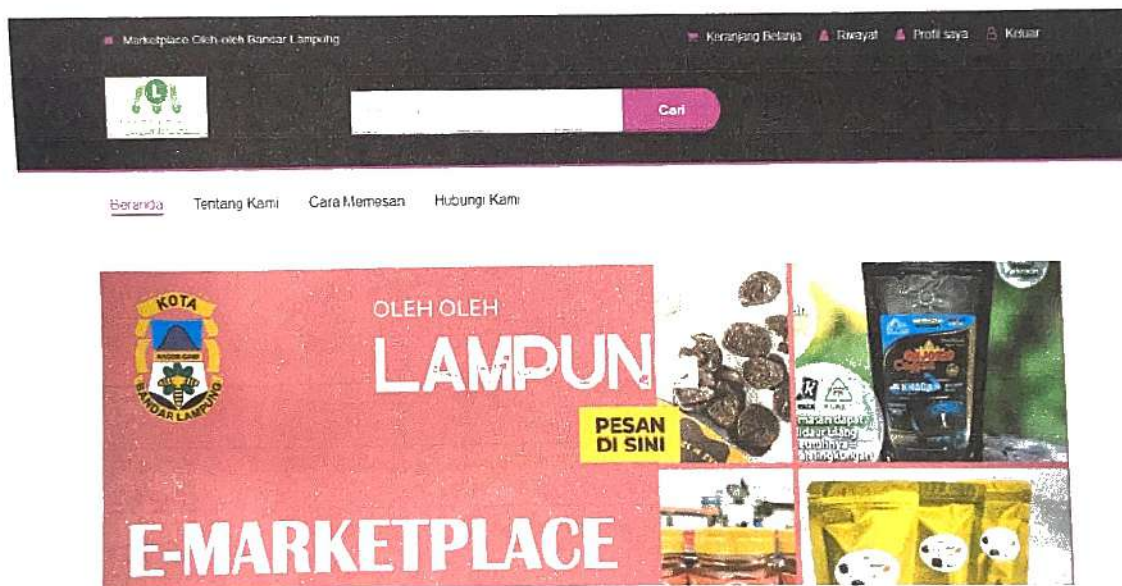 Marketplace Oleh-oleh Bandar Lampung
Keranjang Belanja Riwayat Profil saya Keluar
Cari
Beranda Tentang Kami Cara Memesan Hubungi Kami
KOTA
BANDAR LAMPUNG
OLEH OLEH
LAMPUN
PESAN
DI SINI
E-MARKETPLACE